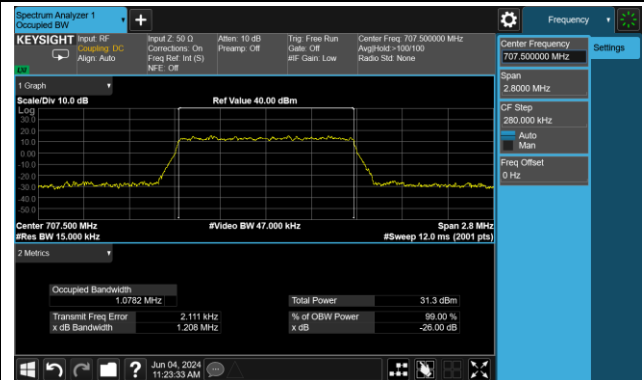 Spectrum Analyzer 1
Occupied BW
Frequency
KEYSIGHT
Input: RF
Coupling: DC
Align: Auto
Input Z: 50 Ω
Corrections: On
Freq Ref: Int (S)
NFE: Off
Atten: 10 dB
Preamp: Off
Trig: Free Run
Gate: Off
#IF Gain: Low
Center Freq: 707.500000 MHz
Avg|Hold:>100/100
Radio Std: None
Center Frequency
707.500000 MHz
Settings
Span
2.8000 MHz
CF Step
280.000 kHz
Auto
Man
Freq Offset
0 Hz
1 Graph
Scale/Div 10.0 dB
Ref Value 40.00 dBm
Log
30.0
20.0
10.0
0.00
-10.0
-20.0
-30.0
-40.0
-50.0
Center 707.500 MHz
#Video BW 47.000 kHz
Span 2.8 MHz
#Res BW 15.000 kHz
#Sweep 12.0 ms (2001 pts)
2 Metrics
Occupied Bandwidth
1.0782 MHz
Total Power
31.3 dBm
Transmit Freq Error
2.111 kHz
% of OBW Power
99.00 %
x dB Bandwidth
1.208 MHz
x dB
-26.00 dB
Jun 04, 2024
11:23:33 AM